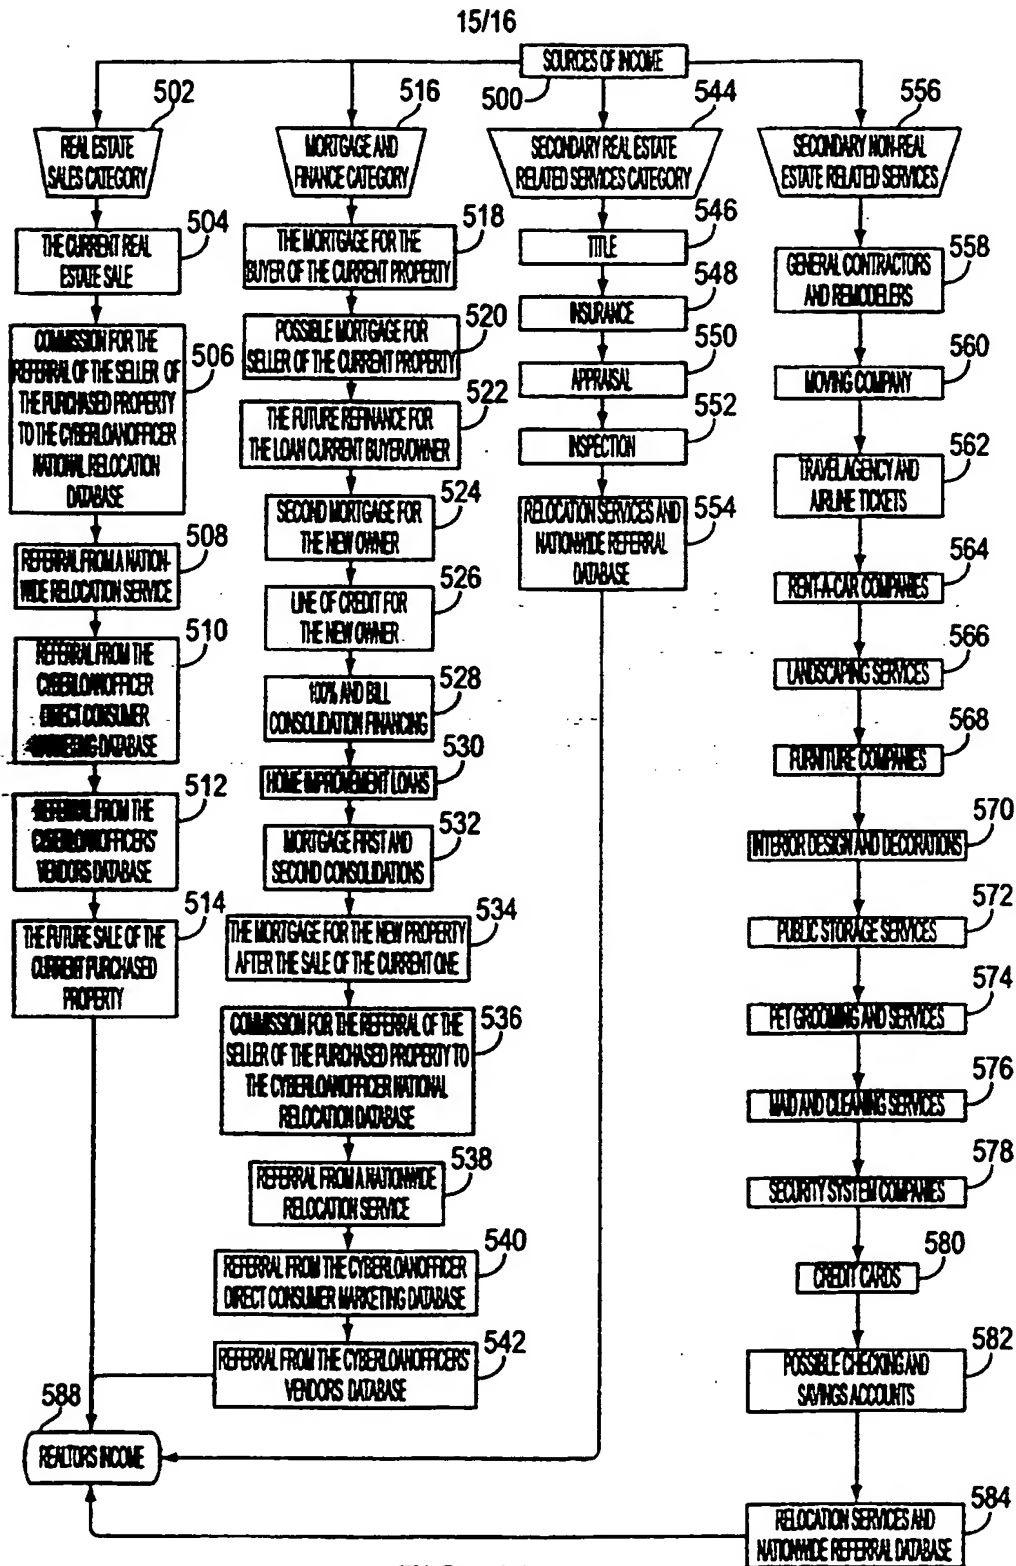 15/16
SOURCES OF INCOME
500
502
REAL ESTATE
SALES CATEGORY
504
THE CURRENT REAL
ESTATE SALE
506
COMMISSION FOR THE
REFERRAL OF THE SELLER OF
THE PURCHASED PROPERTY
TO THE CYBERLOANOFFICER
NATIONAL RELOCATION
DATABASE
508
REFERRAL FROM A NATION-
WIDE RELOCATION SERVICE
510
REFERRAL FROM THE
CYBERLOANOFFICER
DIRECT CONSUMER
MARKETING DATABASE
512
REFERRAL FROM THE
CYBERLOANOFFICERS'
VENDORS DATABASE
514
THE FUTURE SALE OF THE
CURRENT PURCHASED
PROPERTY
516
MORTGAGE AND
FINANCE CATEGORY
518
THE MORTGAGE FOR THE
BUYER OF THE CURRENT PROPERTY
520
POSSIBLE MORTGAGE FOR
SELLER OF THE CURRENT PROPERTY
522
THE FUTURE REFINANCE FOR
THE LOAN CURRENT BUYER/OWNER
524
SECOND MORTGAGE FOR
THE NEW OWNER
526
LINE OF CREDIT FOR
THE NEW OWNER
528
100% AND BILL
CONSOLIDATION FINANCING
530
HOME IMPROVEMENT LOANS
532
MORTGAGE FIRST AND
SECOND CONSOLIDATIONS
534
THE MORTGAGE FOR THE NEW PROPERTY
AFTER THE SALE OF THE CURRENT ONE
536
COMMISSION FOR THE REFERRAL OF THE
SELLER OF THE PURCHASED PROPERTY TO
THE CYBERLOANOFFICER NATIONAL
RELOCATION DATABASE
538
REFERRAL FROM A NATIONWIDE
RELOCATION SERVICE
540
REFERRAL FROM THE CYBERLOANOFFICER
DIRECT CONSUMER MARKETING DATABASE
542
REFERRAL FROM THE CYBERLOANOFFICERS'
VENDORS DATABASE
544
SECONDARY REAL ESTATE
RELATED SERVICES CATEGORY
546
TITLE
548
INSURANCE
550
APPRAISAL
552
INSPECTION
554
RELOCATION SERVICES AND
NATIONWIDE REFERRAL
DATABASE
556
SECONDARY NON-REAL
ESTATE RELATED SERVICES
558
GENERAL CONTRACTORS
AND REMODELERS
560
MOVING COMPANY
562
TRAVEL AGENCY AND
AIRLINE TICKETS
564
RENT-A-CAR COMPANIES
566
LANDSCAPING SERVICES
568
FURNITURE COMPANIES
570
INTERIOR DESIGN AND DECORATIONS
572
PUBLIC STORAGE SERVICES
574
PET GROOMING AND SERVICES
576
MAID AND CLEANING SERVICES
578
SECURITY SYSTEM COMPANIES
580
CREDIT CARDS
582
POSSIBLE CHECKING AND
SAVINGS ACCOUNTS
584
RELOCATION SERVICES AND
NATIONWIDE REFERRAL DATABASE
588
REALTORS INCOME